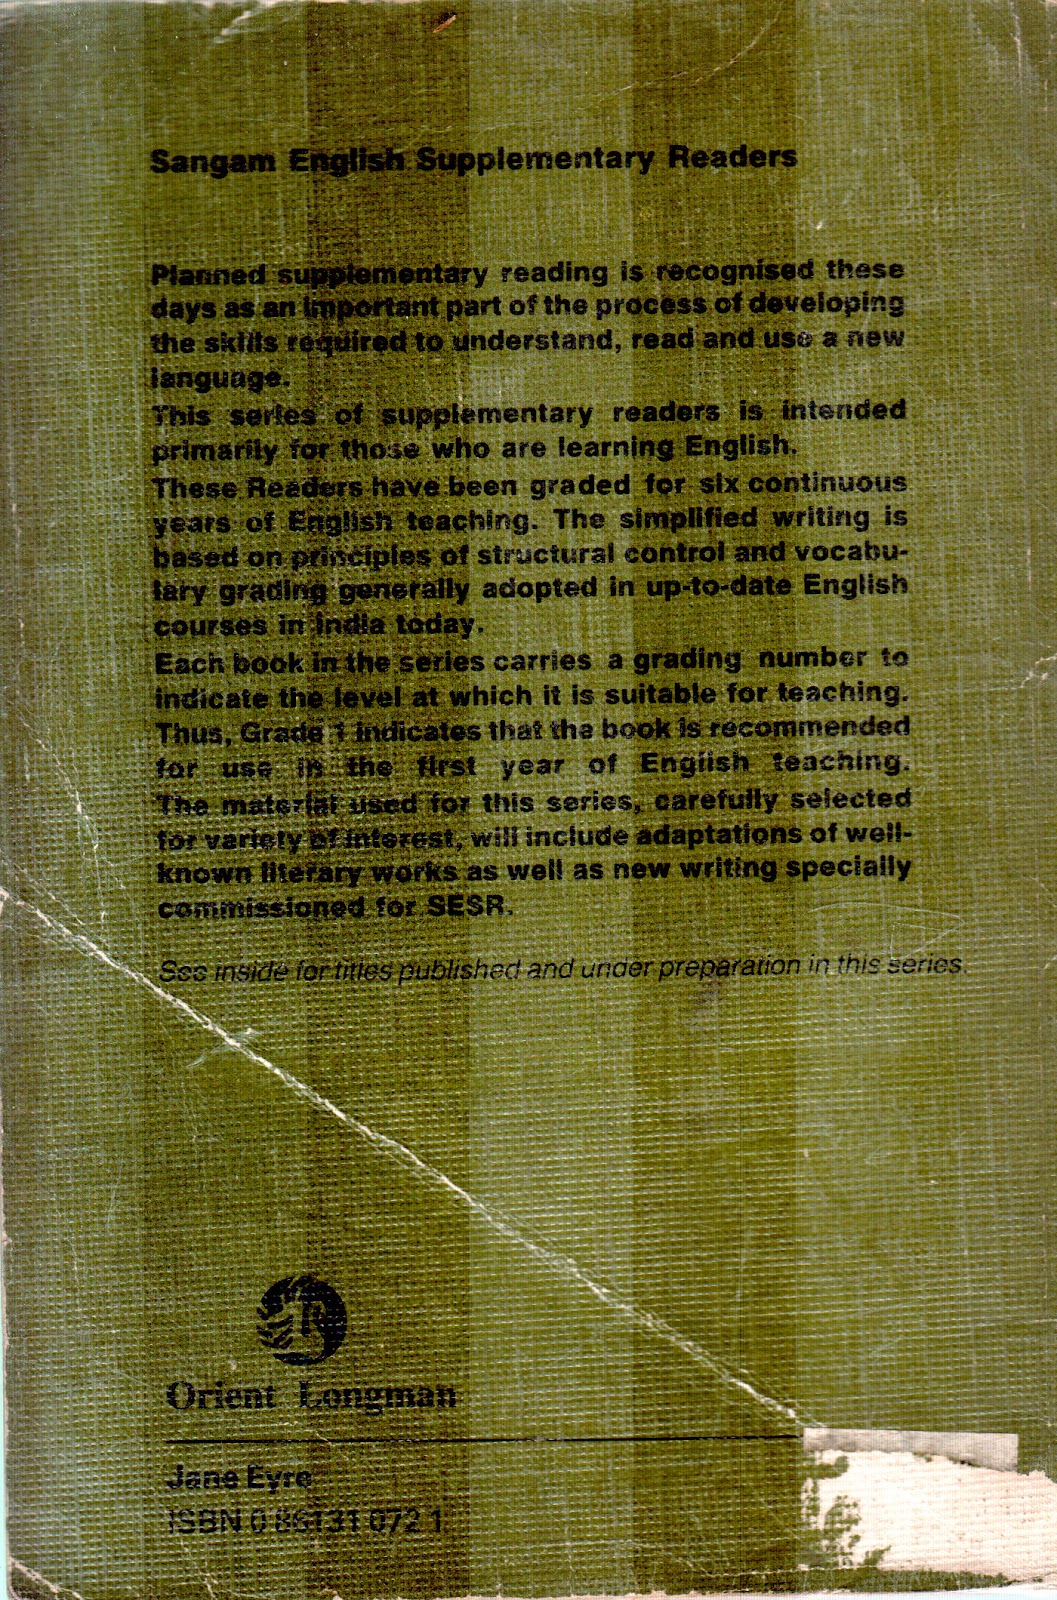 Sangam English Supplementary Readers
Planned supplementary reading is recognised these
days as an important part of the process of developing
the skills required to understand, read and use a new
language.
This series of supplementary readers is intended
primarily for those who are learning English.
These Readers have been graded for six continuous
years of English teaching. The simplified writing is
based on principles of structural control and vocabu-
lary grading generally adopted in up-to-date English
courses in India today.
Each book in the series carries a grading number to
indicate the level at which it is suitable for teaching.
Thus, Grade 1 indicates that the book is recommended
for use in the first year of English teaching.
The material used for this series, carefully selected
for variety of interest, will include adaptations of well-
known literary works as well as new writing specially
commissioned for SESR.
See inside for titles published and under preparation in this series.
Orient Longman
Jane Eyre
ISBN 0 86131 072 1